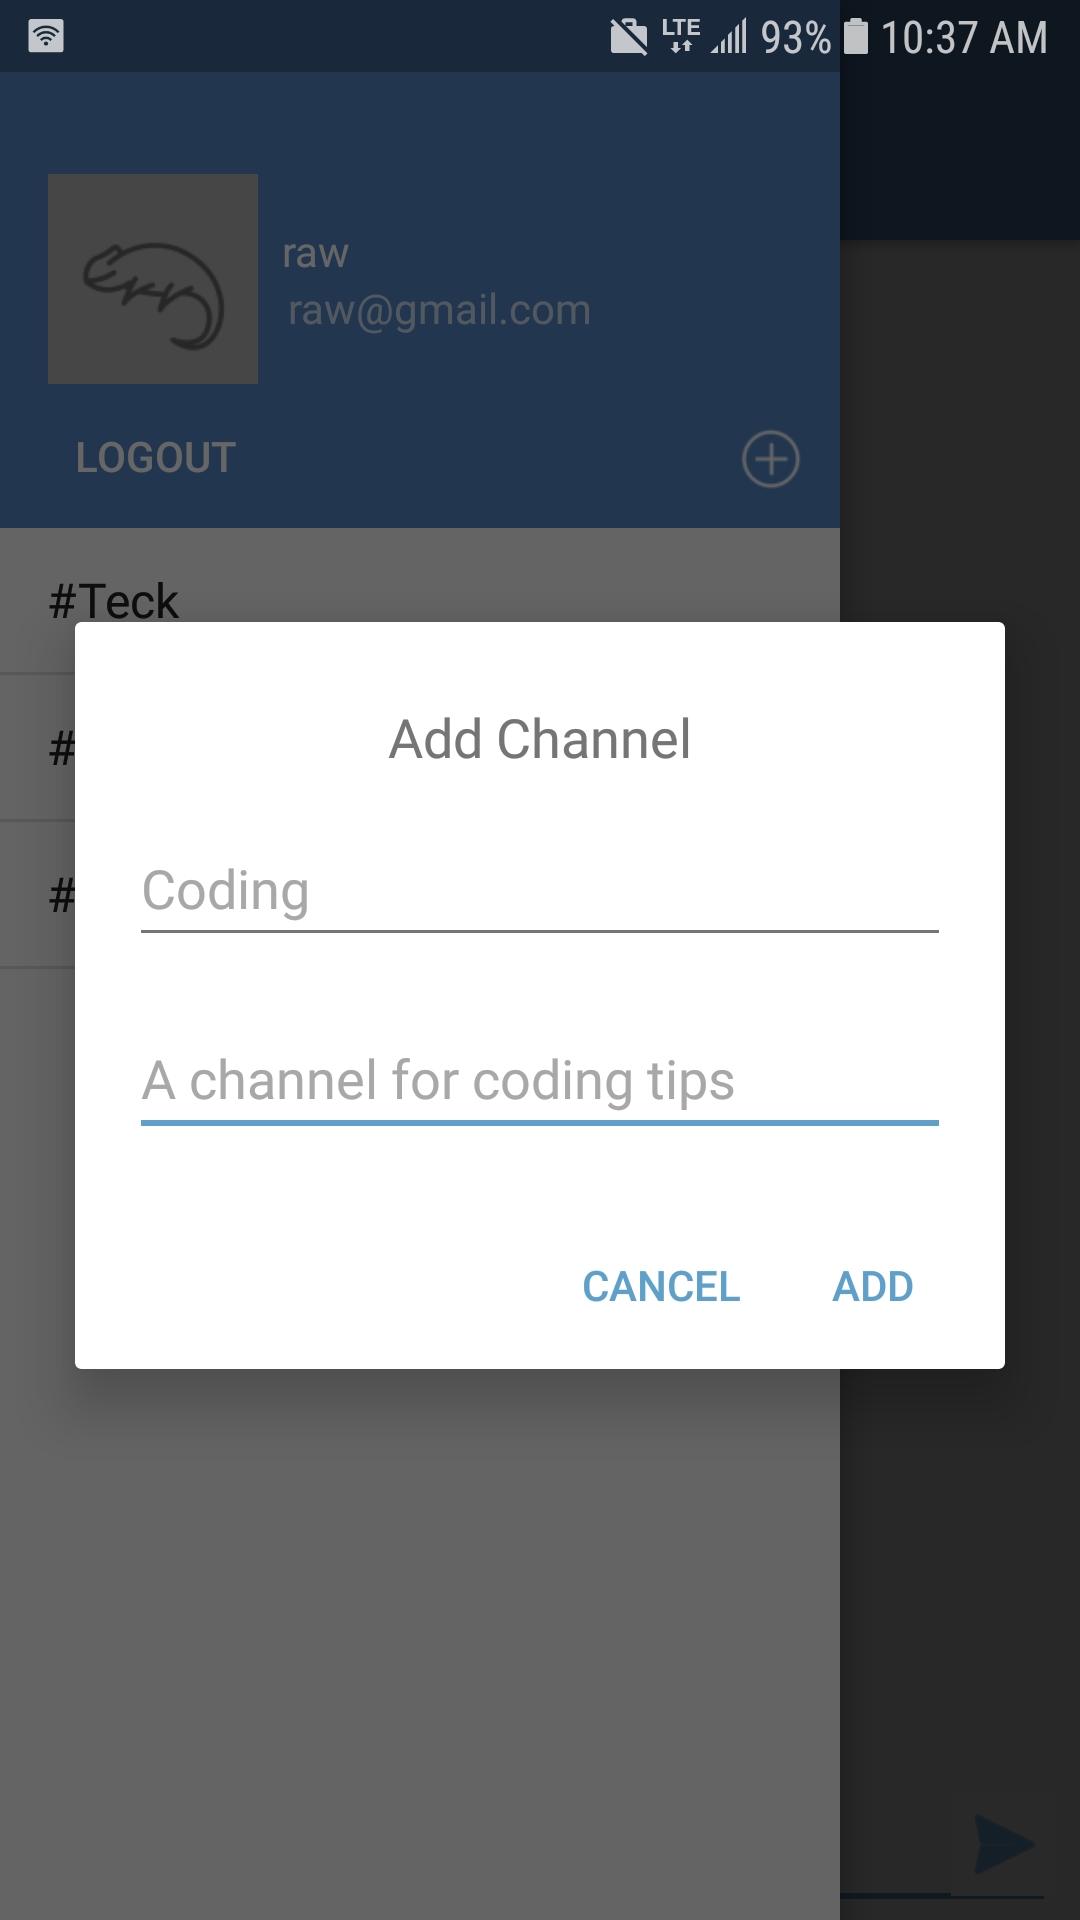 LTE 93% 10:37 AM
raw
raw@gmail.com
LOGOUT
#Teck
#
#
Add Channel
Coding
A channel for coding tips
CANCEL ADD